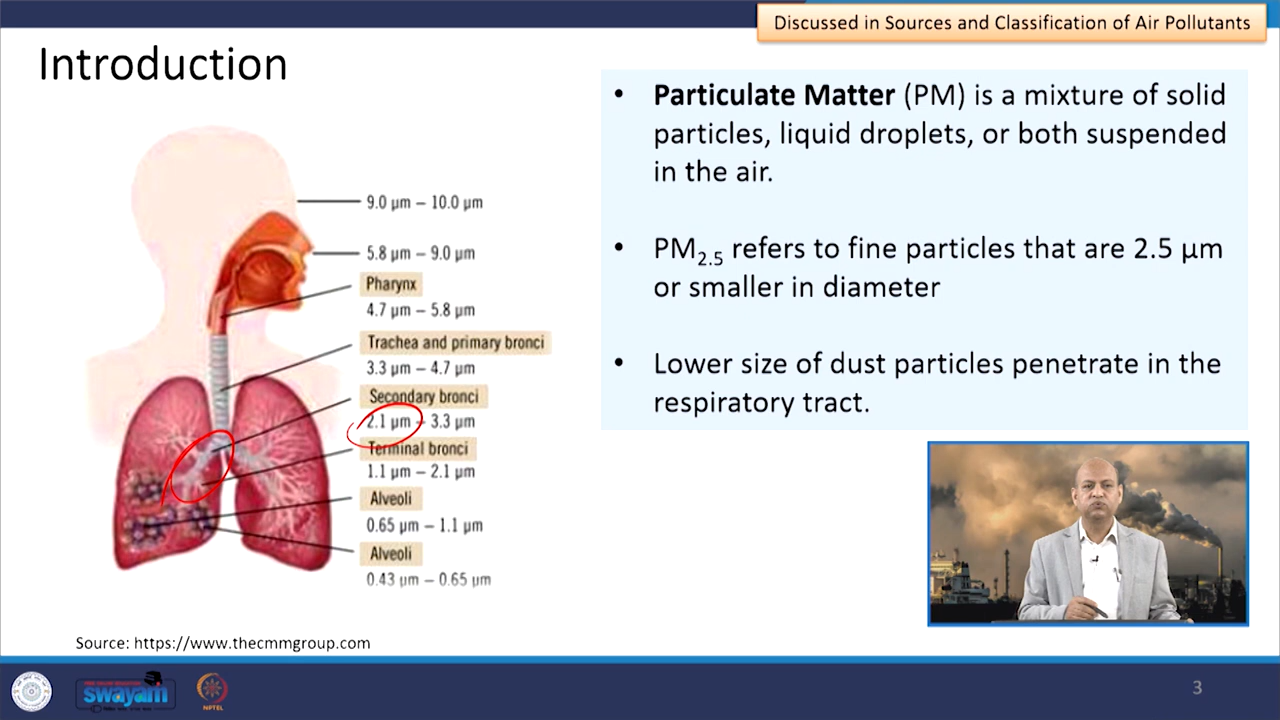 Discussed in Sources and Classification of Air Pollutants
Introduction
9.0 µm – 10.0 µm
5.8 µm – 9.0 µm
Pharynx
4.7 µm – 5.8 µm
Trachea and primary bronci
3.3 µm – 4.7 µm
Secondary bronci
2.1 µm – 3.3 µm
Terminal bronci
1.1 µm – 2.1 µm
Alveoli
0.65 µm – 1.1 µm
Alveoli
0.43 µm – 0.65 µm
Source: https://www.thecmmgroup.com
• Particulate Matter (PM) is a mixture of solid
particles, liquid droplets, or both suspended
in the air.
• PM2.5 refers to fine particles that are 2.5 µm
or smaller in diameter
• Lower size of dust particles penetrate in the
respiratory tract.
swayam
NPTEL
3